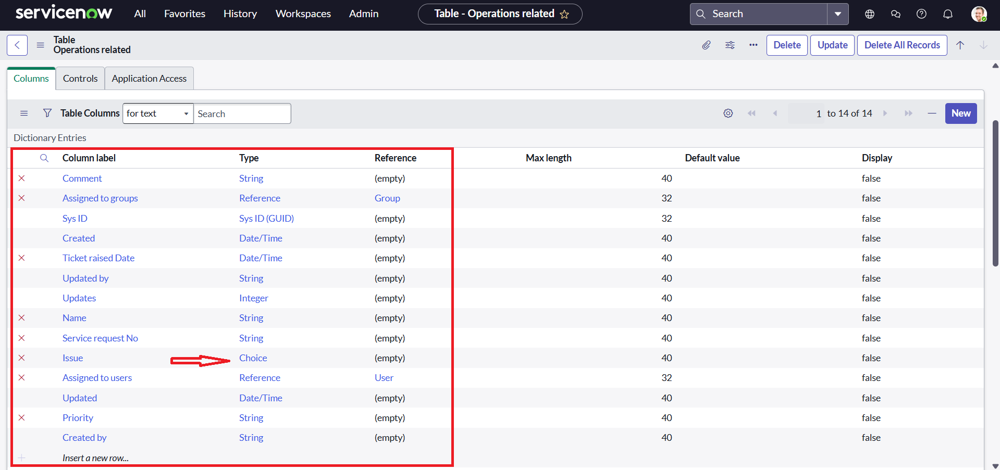 servicenow All Favorites History Workspaces Admin Table - Operations related Search
Table
Operations related
Delete Update Delete All Records
Columns Controls Application Access
Table Columns for text Search 1 to 14 of 14 New
Dictionary Entries
Column label Type Reference Max length Default value Display
Comment String (empty) 40 false
Assigned to groups Reference Group 32 false
Sys ID Sys ID (GUID) (empty) 32 false
Created Date/Time (empty) 40 false
Ticket raised Date Date/Time (empty) 40 false
Updated by String (empty) 40 false
Updates Integer (empty) 40 false
Name String (empty) 40 false
Service request No String (empty) 40 false
Issue Choice (empty) 40 false
Assigned to users Reference User 32 false
Updated Date/Time (empty) 40 false
Priority String (empty) 40 false
Created by String (empty) 40 false
Insert a new row...